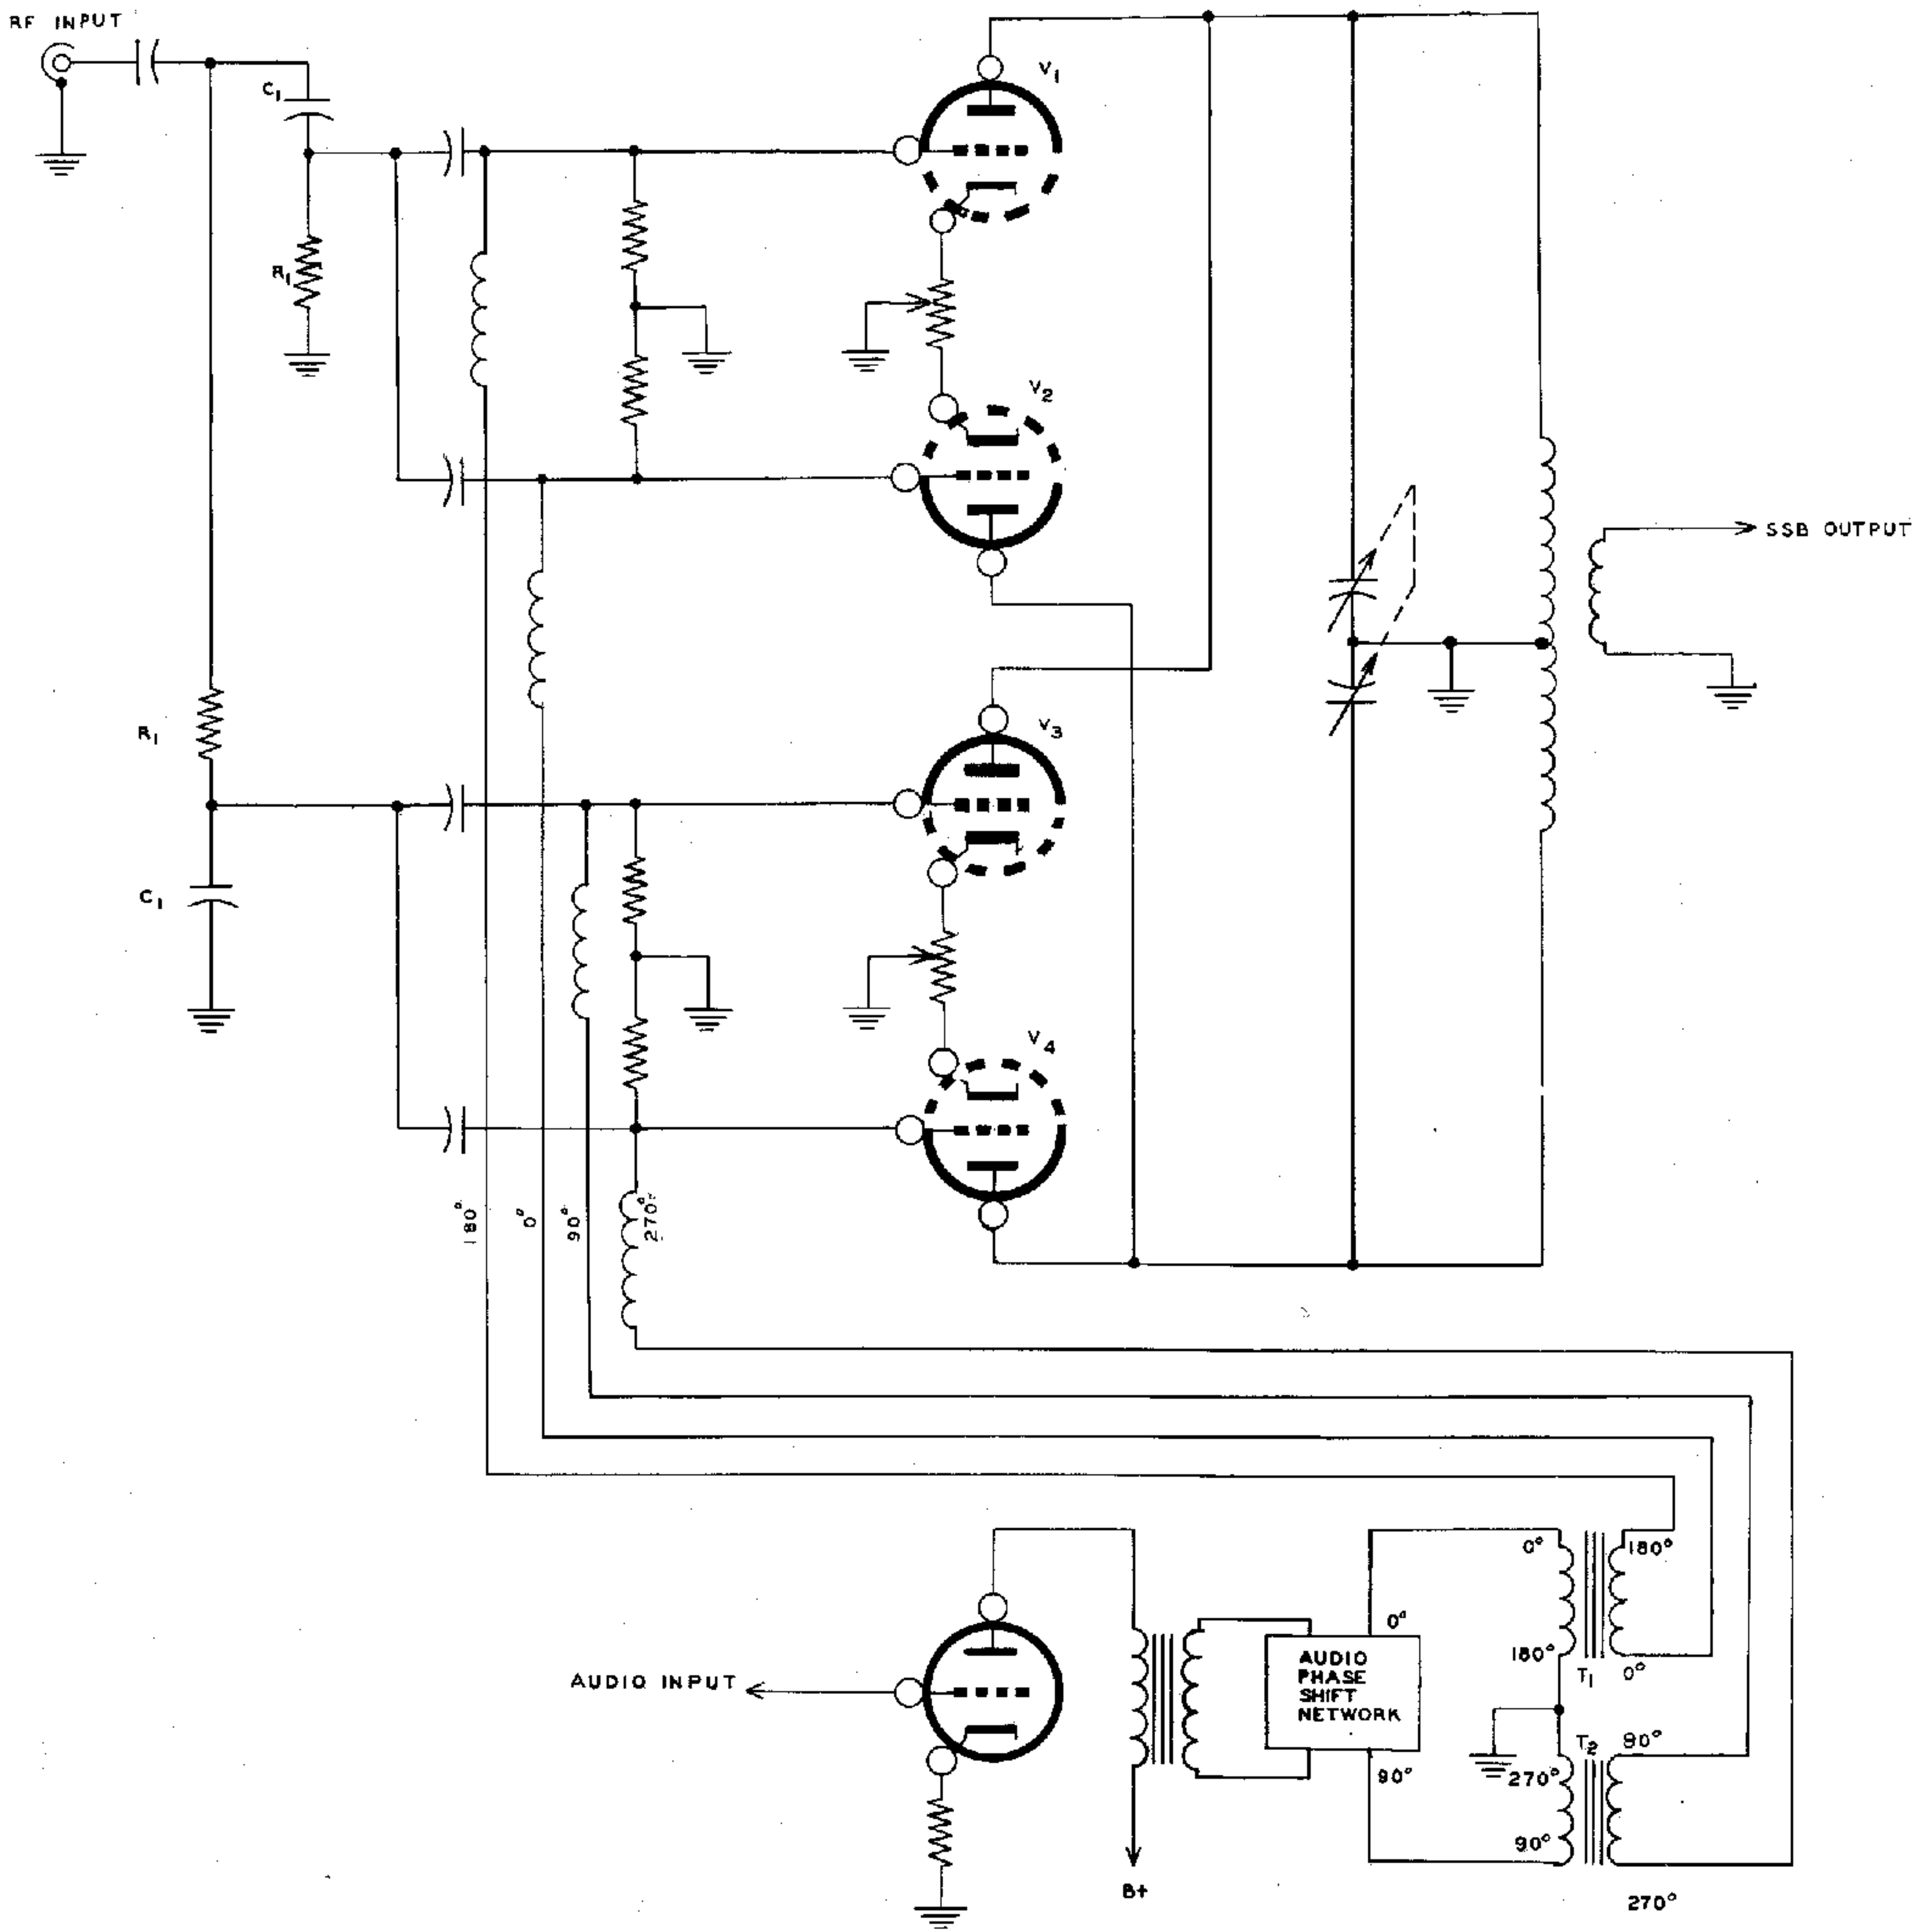 RF INPUT
C1
V1
R1
V2
SSB OUTPUT
V3
R1
C1
V4
180°
0°
90°
270°
0°
180°
0°
180°
T1
0°
AUDIO INPUT
AUDIO
PHASE
SHIFT
NETWORK
T2
90°
90°
270°
90°
B+
270°